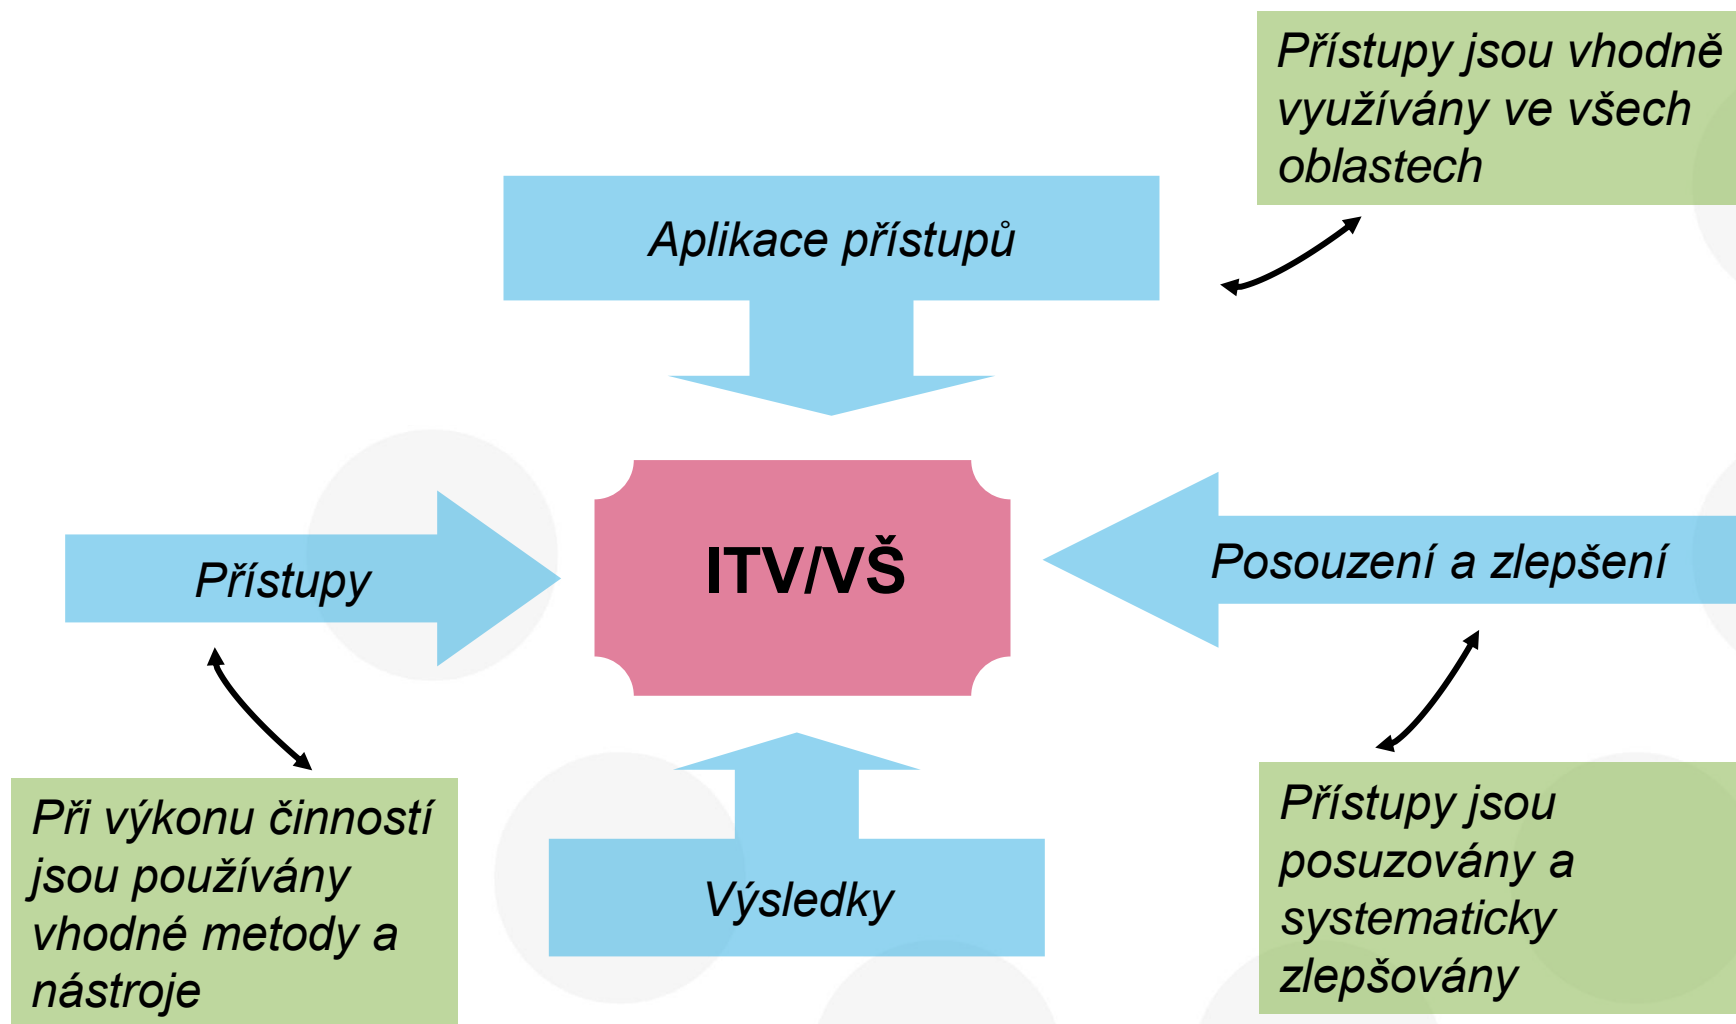 Přístupy jsou vhodně
využívány ve všech
oblastech
Aplikace přístupů
Přístupy
ITV/VŠ
Posouzení a zlepšení
Při výkonu činností
jsou používány
vhodné metody a
nástroje
Výsledky
Přístupy jsou
posuzovány a
systematicky
zlepšovány